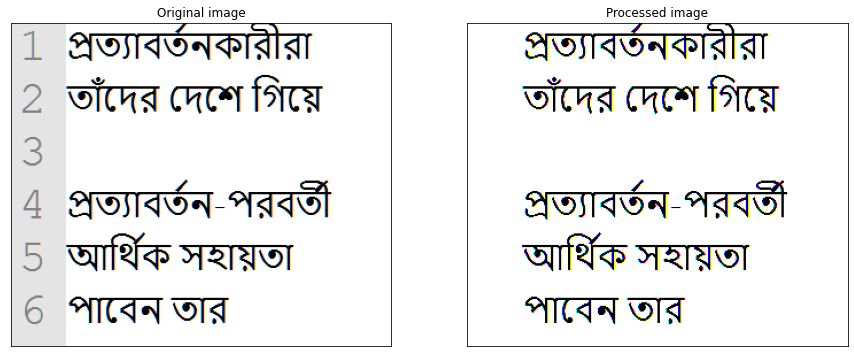 Original image
1 প্রত্যাবর্তনকারীরা
2 তাঁদের দেশে গিয়ে
3
4 প্রত্যাবর্তন-পরবর্তী
5 আর্থিক সহায়তা
6 পাবেন তার
Processed image
প্রত্যাবর্তনকারীরা
তাঁদের দেশে গিয়ে
প্রত্যাবর্তন-পরবর্তী
আর্থিক সহায়তা
পাবেন তার